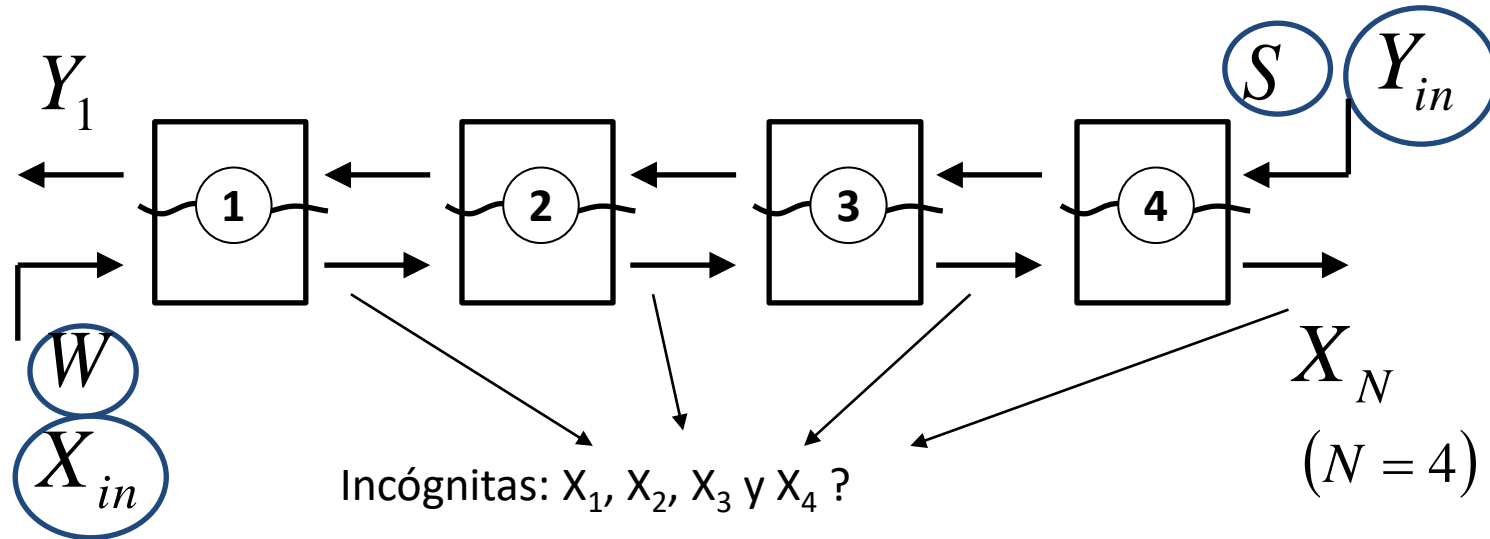 S Y_in
Y_1
1 2 3 4
W
X_in
X_N
(N = 4)
Incógnitas: X_1, X_2, X_3 y X_4 ?